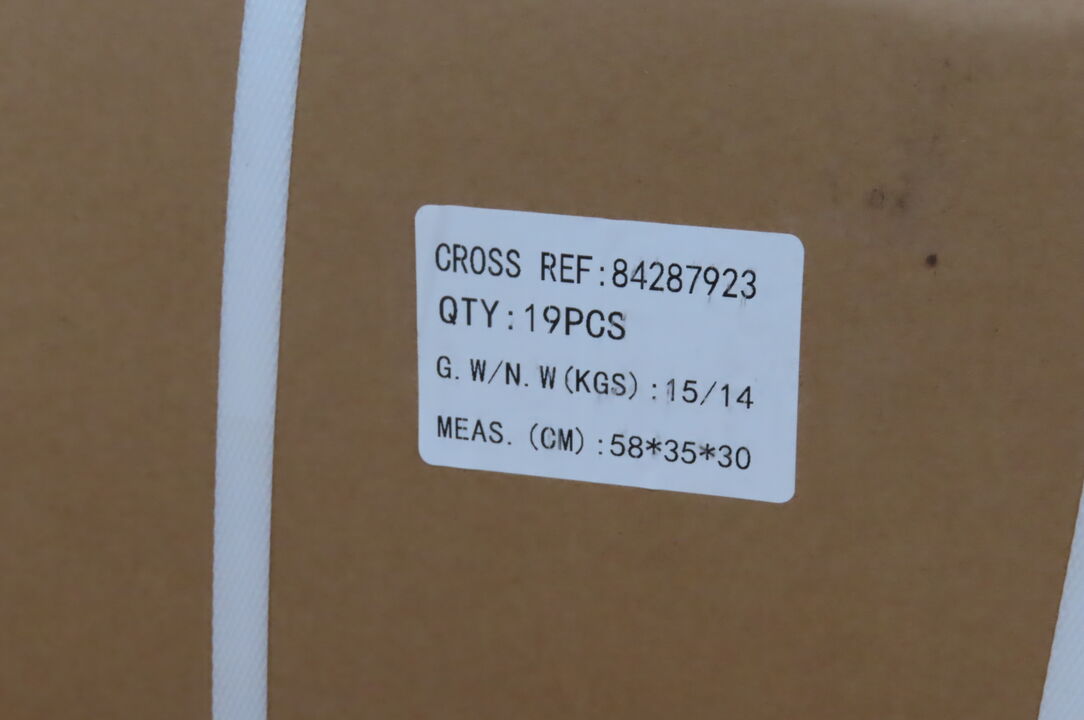 CROSS REF:84287923
QTY:19PCS
G.W/N.W(KGS):15/14
MEAS.(CM):58*35*30